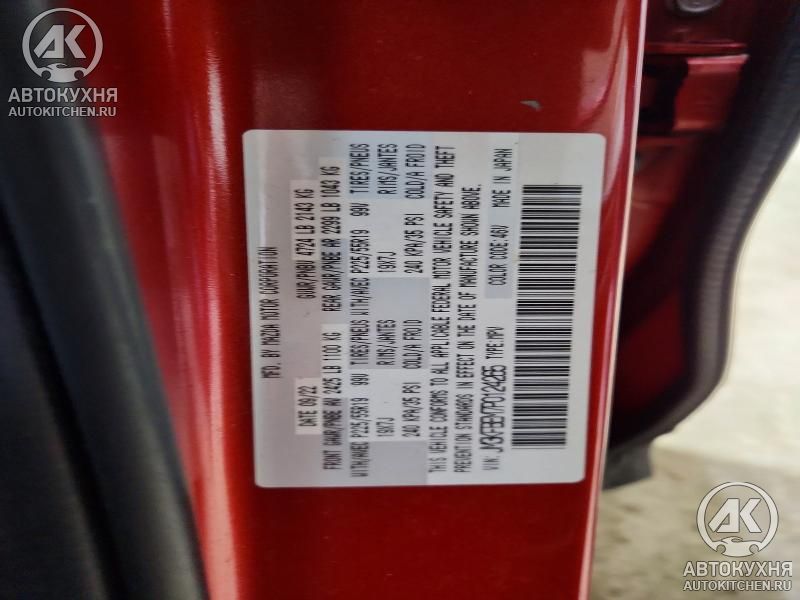 АВТОКУХНЯ
AUTOKITCHEN.RU
MFD. BY MAZDA MOTOR CORPORATION
DATE 09/22 GVWR/PNBV 4724 LB 2143 KG
FRONT GAWR/PNBE AV 2425 LB 1100 KG REAR GAWR/PNBE AR 2299 LB 1043 KG
WITH/AVEC P225/55R19 99V TIRES/PNEUS WITH/AVEC P225/55R19 99V TIRES/PNEUS
19X7J RIMS/JANTES 19X7J RIMS/JANTES
240 KPA/35 PSI COLD/A FROID 240 KPA/35 PSI COLD/A FROID
THIS VEHICLE CONFORMS TO ALL APPLICABLE FEDERAL MOTOR VEHICLE SAFETY AND THEFT
PREVENTION STANDARDS IN EFFECT ON THE DATE OF MANUFACTURE SHOWN ABOVE.
VIN: TYPE: MPV COLOR CODE: 46V MADE IN JAPAN
АВТОКУХНЯ
AUTOKITCHEN.RU